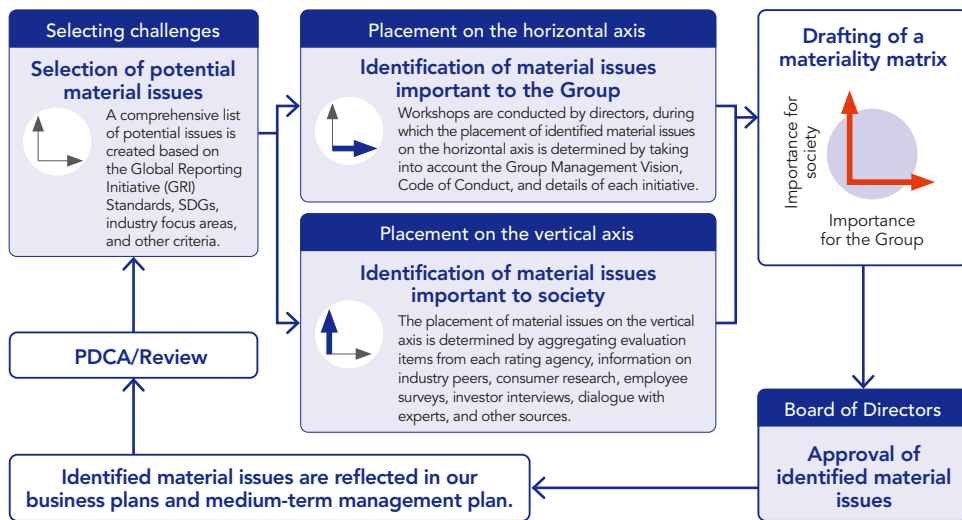 Selecting challenges
Selection of potential
material issues
A comprehensive list
of potential issues is
created based on
the Global Reporting
Initiative (GRI)
Standards, SDGs,
industry focus areas,
and other criteria.
Placement on the horizontal axis
Identification of material issues
important to the Group
Workshops are conducted by directors, during
which the placement of identified material issues
on the horizontal axis is determined by taking
into account the Group Management Vision,
Code of Conduct, and details of each initiative.
Placement on the vertical axis
Identification of material issues
important to society
The placement of material issues on the vertical
axis is determined by aggregating evaluation
items from each rating agency, information on
industry peers, consumer research, employee
surveys, investor interviews, dialogue with
experts, and other sources.
Drafting of a
materiality matrix
Importance for
society
Importance
for the Group
Board of Directors
Approval of
identified material
issues
Identified material issues are reflected in our
business plans and medium-term management plan.
PDCA/Review